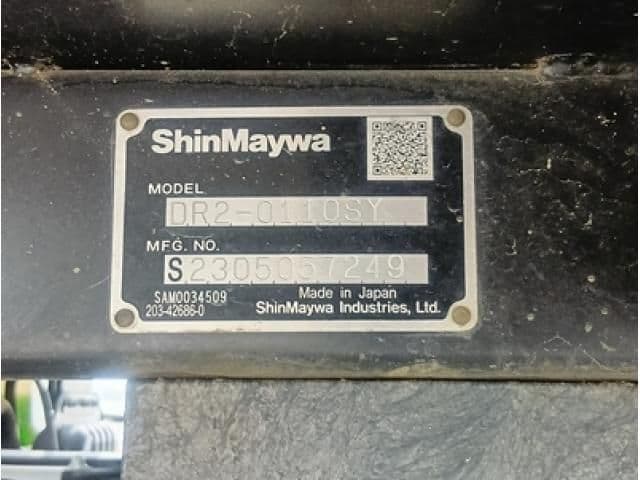 ShinMaywa
MODEL
DR2-0110SY
MFG. NO.
S2305057249
SAM0034509
Made in Japan
203-42686-0
ShinMaywa Industries, Ltd.